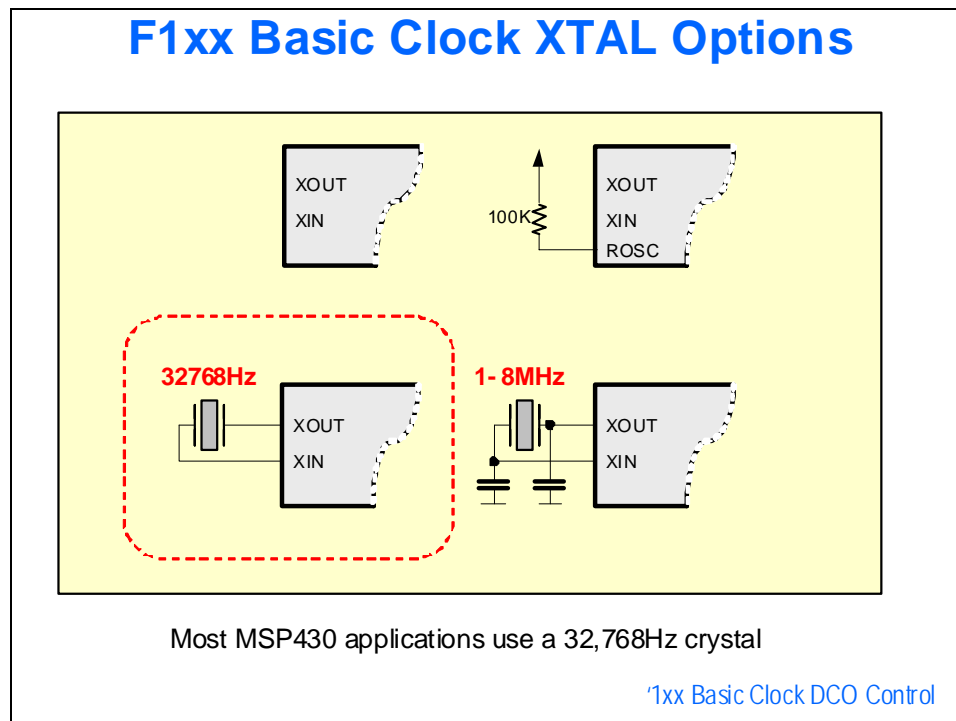 F1xx Basic Clock XTAL Options
XOUT
XIN
100K
XOUT
XIN
ROSC
32768Hz
XOUT
XIN
1- 8MHz
XOUT
XIN
Most MSP430 applications use a 32,768Hz crystal
'1xx Basic Clock DCO Control